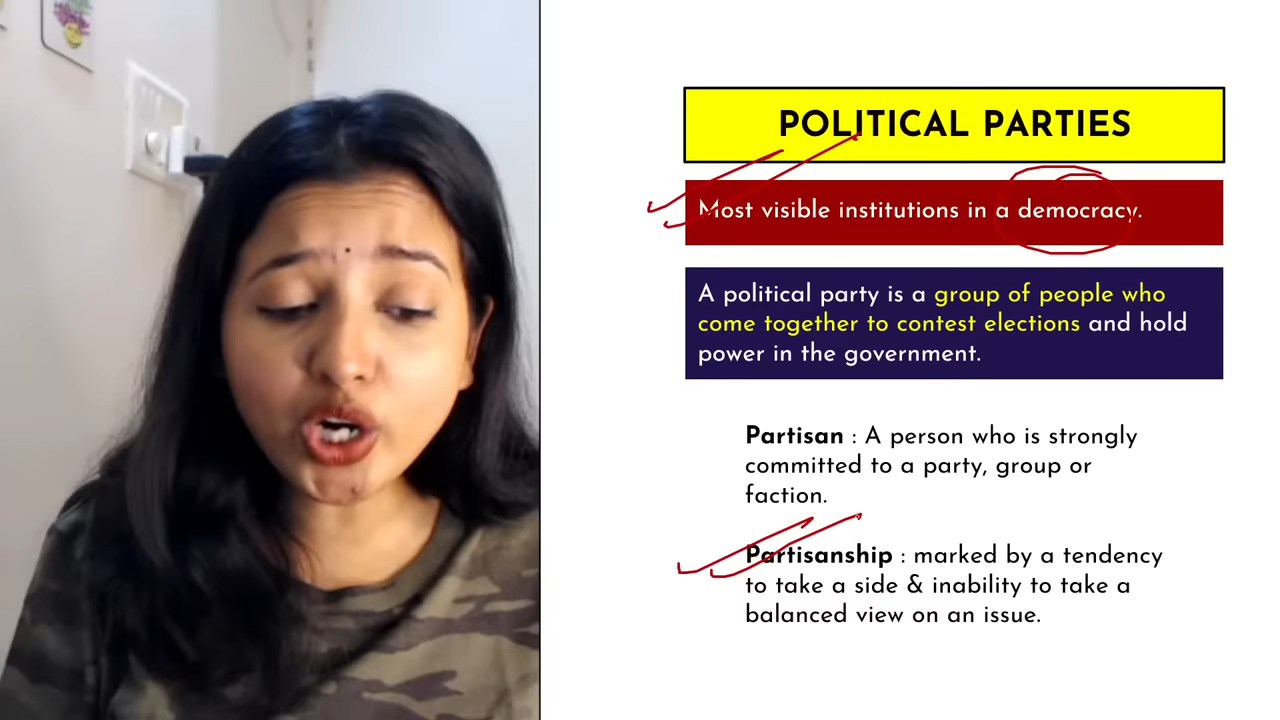 POLITICAL PARTIES
Most visible institutions in a democracy.
A political party is a group of people who
come together to contest elections and hold
power in the government.
Partisan : A person who is strongly
committed to a party, group or
faction.
Partisanship : marked by a tendency
to take a side & inability to take a
balanced view on an issue.